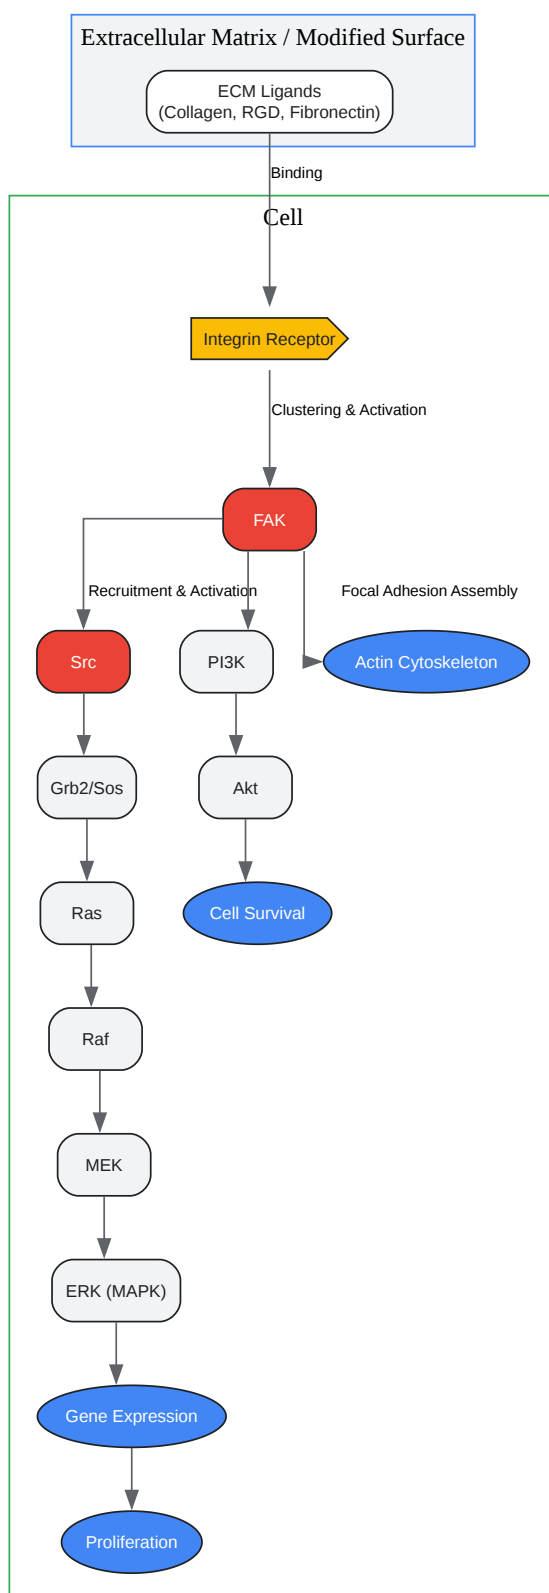 Extracellular Matrix / Modified Surface
ECM Ligands
(Collagen, RGD, Fibronectin)
Binding
Cell
Integrin Receptor
Clustering & Activation
FAK
Recruitment & Activation
Focal Adhesion Assembly
Src
PI3K
Actin Cytoskeleton
Grb2/Sos
Akt
Ras
Cell Survival
Raf
MEK
ERK (MAPK)
Gene Expression
Proliferation